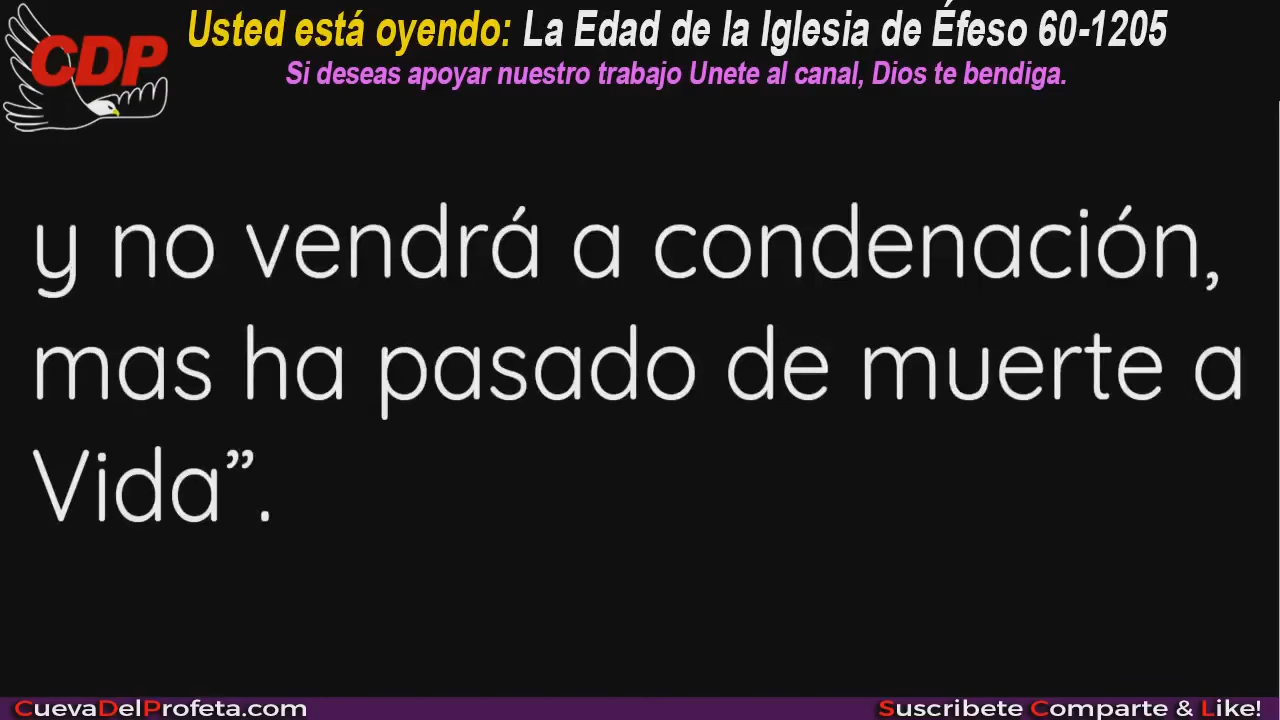 CDP
Usted está oyendo: La Edad de la Iglesia de Éfeso 60-1205
Si deseas apoyar nuestro trabajo Unete al canal, Dios te bendiga.
y no vendrá a condenación,
mas ha pasado de muerte a
Vida”.
CuevaDelProfeta.com
Suscribete Comparte & Like!